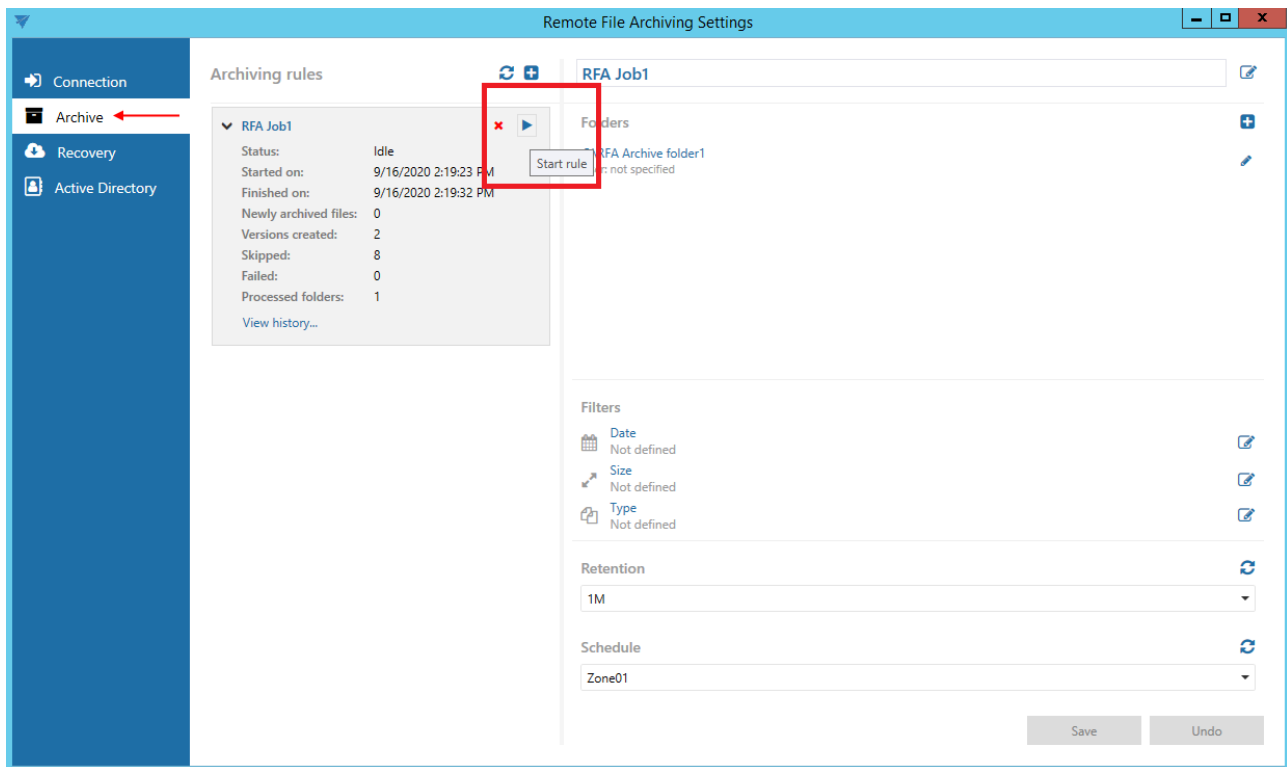 Remote File Archiving Settings
Connection
Archive
Recovery
Active Directory
Archiving rules
RFA Job1
Status: Idle
Started on: 9/16/2020 2:19:23 PM
Finished on: 9/16/2020 2:19:32 PM
Newly archived files: 0
Versions created: 2
Skipped: 8
Failed: 0
Processed folders: 1
View history...
Start rule
RFA Job1
Folders
RFA Archive folder1
not specified
Filters
Date
Not defined
Size
Not defined
Type
Not defined
Retention
1M
Schedule
Zone01
Save Undo